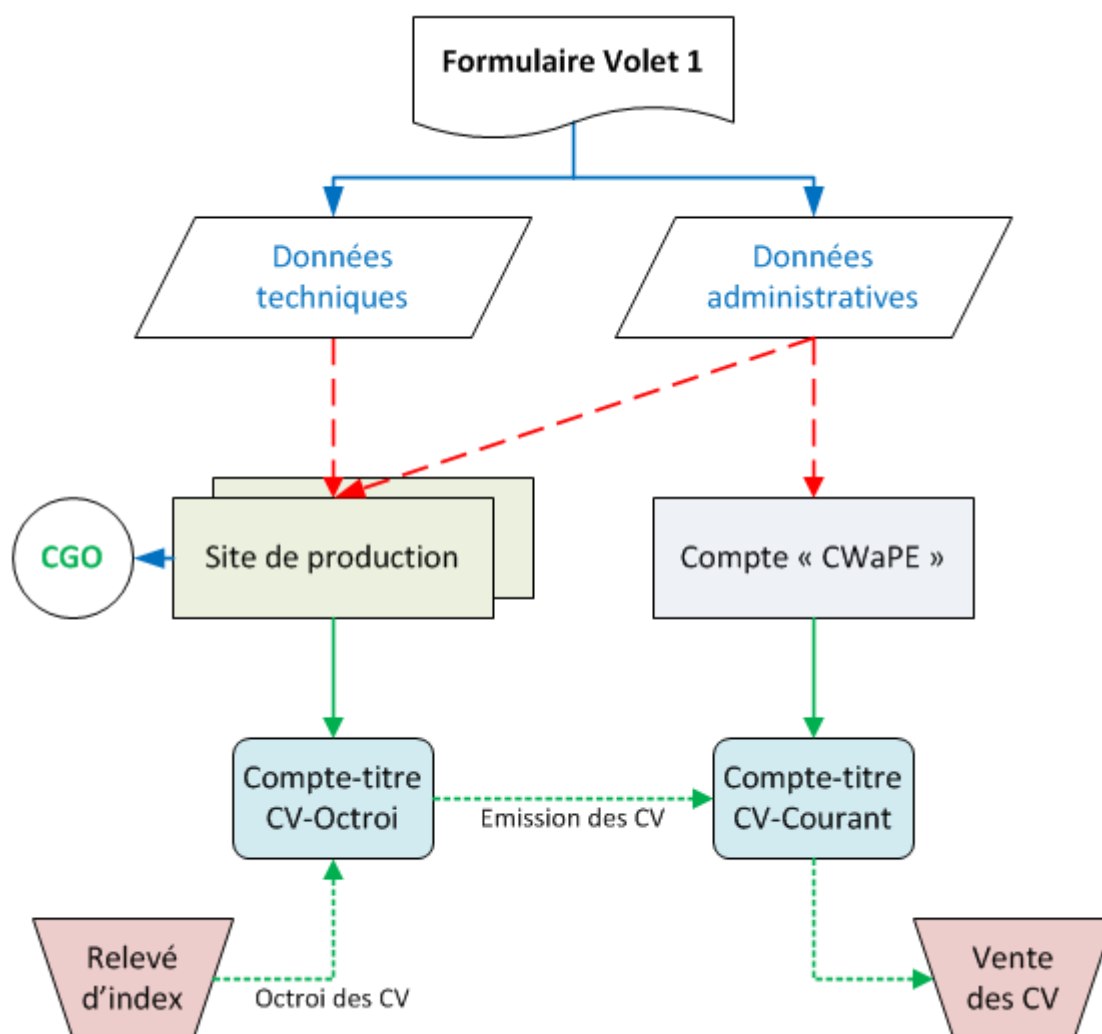 Formulaire Volet 1
Données
techniques
Données
administratives
CGO
Site de production
Compte « CWaPE »
Compte-titre
CV-Octroi
Emission des CV
Compte-titre
CV-Courant
Relevé
d’index
Octroi des CV
Vente
des CV